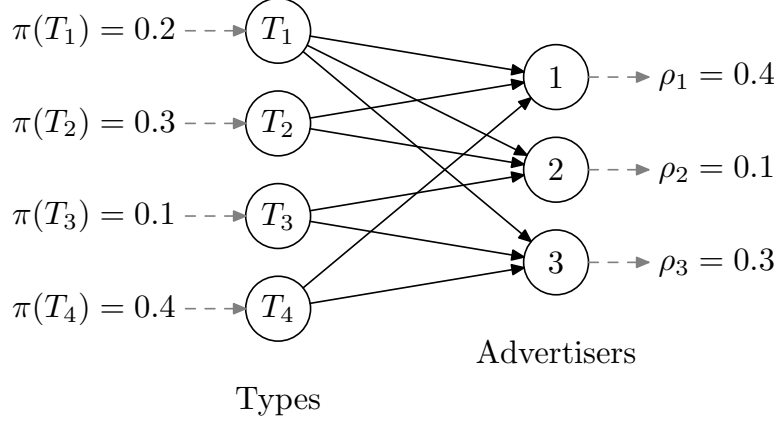 π(T₁) = 0.2
T₁
π(T₂) = 0.3
T₂
π(T₃) = 0.1
T₃
π(T₄) = 0.4
T₄
Types
1
ρ₁ = 0.4
2
ρ₂ = 0.1
3
ρ₃ = 0.3
Advertisers